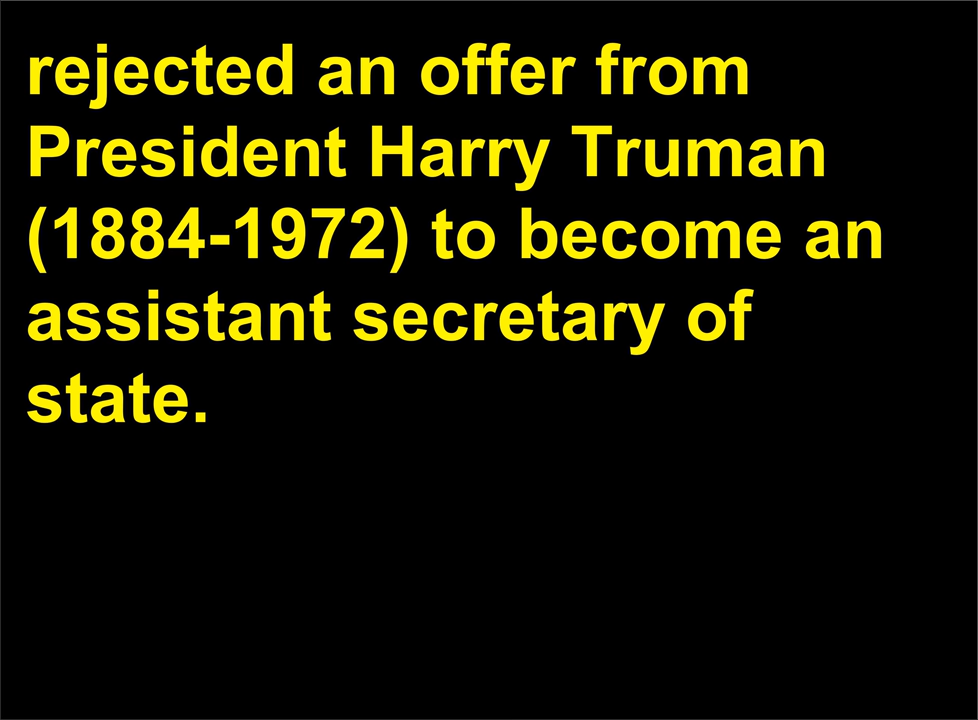 rejected an offer from
President Harry Truman
(1884-1972) to become an
assistant secretary of
state.